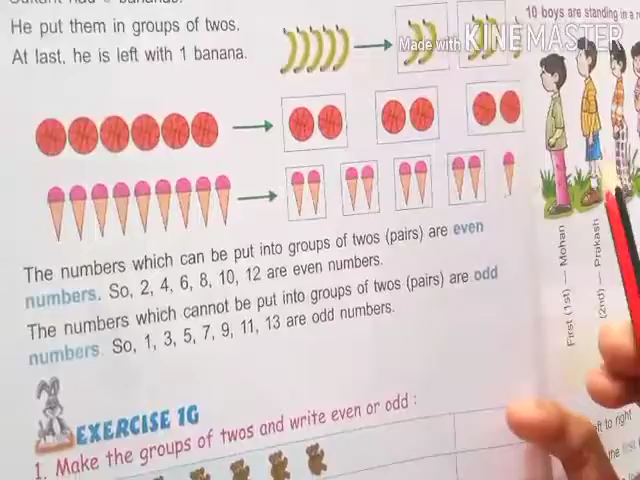 He put them in groups of twos.
At last, he is left with 1 banana.
Made with KINEMASTER
10 boys are standing in a
The numbers which can be put into groups of twos (pairs) are even
numbers. So, 2, 4, 6, 8, 10, 12 are even numbers.
The numbers which cannot be put into groups of twos (pairs) are odd
numbers. So, 1, 3, 5, 7, 9, 11, 13 are odd numbers.
EXERCISE 1G
1. Make the groups of twos and write even or odd :
First (1st) — Mohan
(2nd) — Prakash
to right
the first